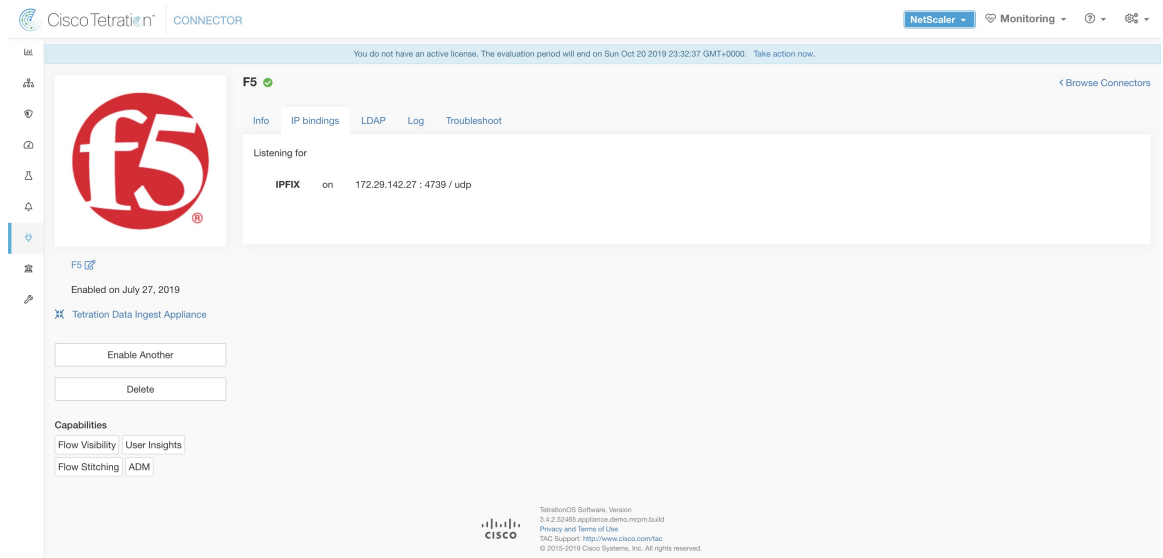 Cisco Tetration™ CONNECTOR NetScaler Monitoring
You do not have an active license. The evaluation period will end on Sun Oct 20 2019 23:32:37 GMT+0000. Take action now.
F5 < Browse Connectors
f5®
Info IP bindings LDAP Log Troubleshoot
Listening for
IPFIX on 172.29.142.27 : 4739 / udp
F5
Enabled on July 27, 2019
Tetration Data Ingest Appliance
Enable Another
Delete
Capabilities
Flow Visibility User Insights
Flow Stitching ADM
CISCO
TetrationOS Software, Version
3.4.2.52465.appliance.demo.mrpm.build
Privacy and Terms of Use
TAC Support: http://www.cisco.com/tac
© 2015-2019 Cisco Systems, Inc. All rights reserved.